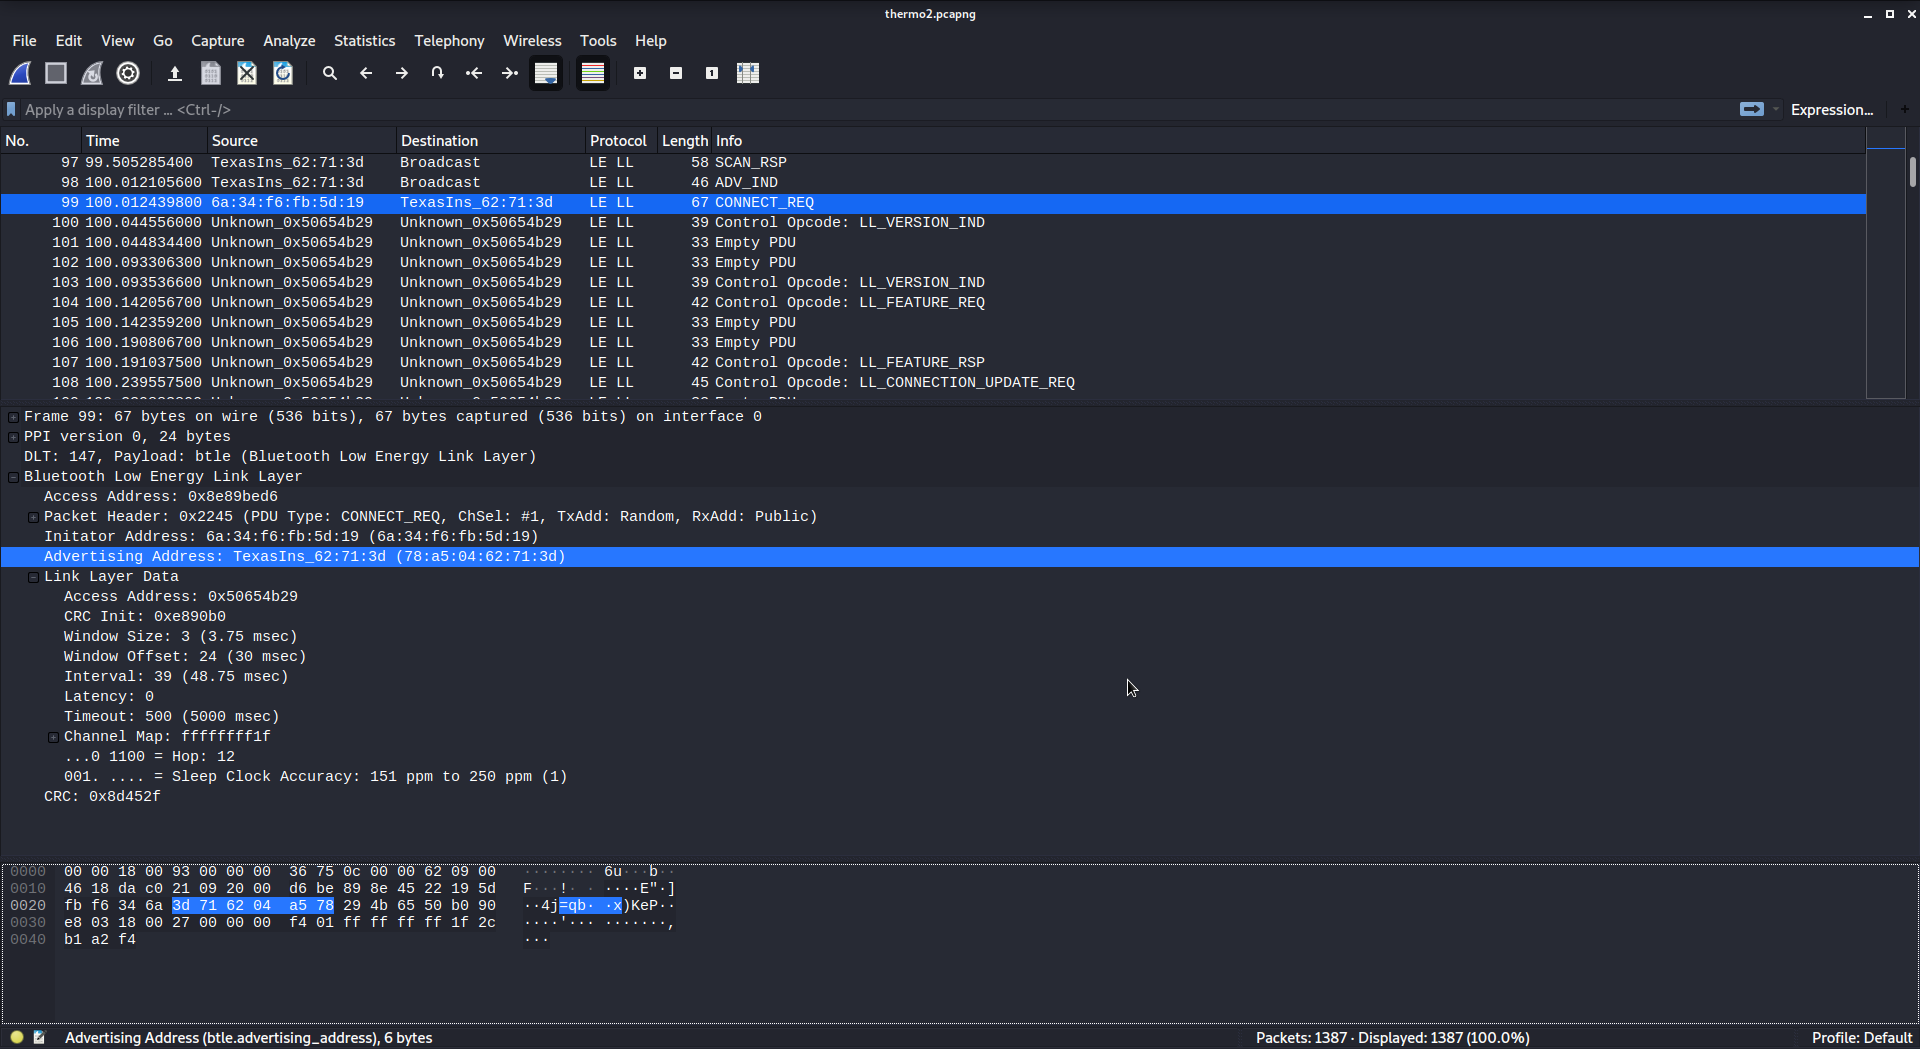 thermo2.pcapng
File Edit View Go Capture Analyze Statistics Telephony Wireless Tools Help
Apply a display filter ... <Ctrl-/> Expression... +
No. Time Source Destination Protocol Length Info
97 99.505285400 TexasIns_62:71:3d Broadcast LE LL 58 SCAN_RSP
98 100.012105600 TexasIns_62:71:3d Broadcast LE LL 46 ADV_IND
99 100.012439800 6a:34:f6:fb:5d:19 TexasIns_62:71:3d LE LL 67 CONNECT_REQ
100 100.044556000 Unknown_0x50654b29 Unknown_0x50654b29 LE LL 39 Control Opcode: LL_VERSION_IND
101 100.044834400 Unknown_0x50654b29 Unknown_0x50654b29 LE LL 33 Empty PDU
102 100.093306300 Unknown_0x50654b29 Unknown_0x50654b29 LE LL 33 Empty PDU
103 100.093536600 Unknown_0x50654b29 Unknown_0x50654b29 LE LL 39 Control Opcode: LL_VERSION_IND
104 100.142056700 Unknown_0x50654b29 Unknown_0x50654b29 LE LL 42 Control Opcode: LL_FEATURE_REQ
105 100.142359200 Unknown_0x50654b29 Unknown_0x50654b29 LE LL 33 Empty PDU
106 100.190806700 Unknown_0x50654b29 Unknown_0x50654b29 LE LL 33 Empty PDU
107 100.191037500 Unknown_0x50654b29 Unknown_0x50654b29 LE LL 42 Control Opcode: LL_FEATURE_RSP
108 100.239557500 Unknown_0x50654b29 Unknown_0x50654b29 LE LL 45 Control Opcode: LL_CONNECTION_UPDATE_REQ
Frame 99: 67 bytes on wire (536 bits), 67 bytes captured (536 bits) on interface 0
PPI version 0, 24 bytes
DLT: 147, Payload: btle (Bluetooth Low Energy Link Layer)
Bluetooth Low Energy Link Layer
Access Address: 0x8e89bed6
Packet Header: 0x2245 (PDU Type: CONNECT_REQ, ChSel: #1, TxAdd: Random, RxAdd: Public)
Initator Address: 6a:34:f6:fb:5d:19 (6a:34:f6:fb:5d:19)
Advertising Address: TexasIns_62:71:3d (78:a5:04:62:71:3d)
Link Layer Data
Access Address: 0x50654b29
CRC Init: 0xe890b0
Window Size: 3 (3.75 msec)
Window Offset: 24 (30 msec)
Interval: 39 (48.75 msec)
Latency: 0
Timeout: 500 (5000 msec)
Channel Map: ffffffff1f
...0 1100 = Hop: 12
001. .... = Sleep Clock Accuracy: 151 ppm to 250 ppm (1)
CRC: 0x8d452f
0000 00 00 18 00 93 00 00 00 36 75 0c 00 00 62 09 00 ········ 6u···b··
0010 46 18 da c0 21 09 20 00 d6 be 89 8e 45 22 19 5d F···!· · ····E"·]
0020 fb f6 34 6a 3d 71 62 04 a5 78 29 4b 65 50 b0 90 ··4j=qb· ·x)KeP··
0030 e8 03 18 00 27 00 00 00 f4 01 ff ff ff ff 1f 2c ····'··· ·······,
0040 b1 a2 f4 ···
Advertising Address (btle.advertising_address), 6 bytes Packets: 1387 · Displayed: 1387 (100.0%) Profile: Default